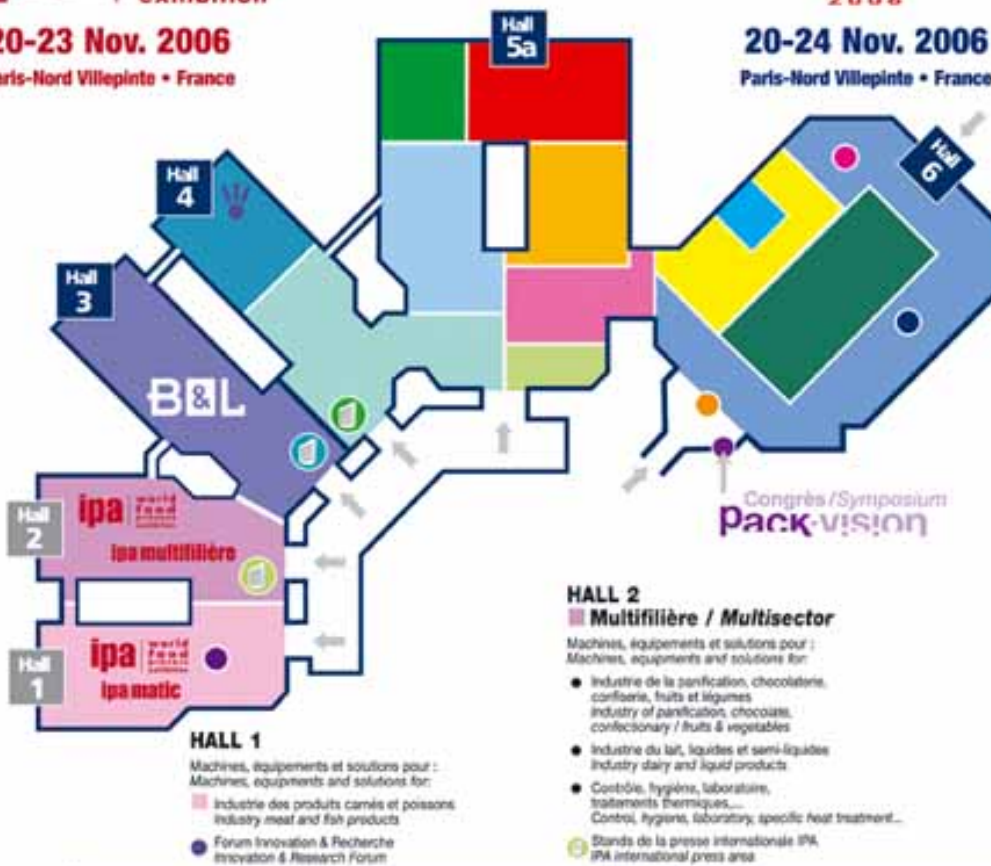 EXHIBITION
20-23 Nov. 2006
Paris-Nord Villepinte • France
2006
20-24 Nov. 2006
Paris-Nord Villepinte • France
Hall
5a
Hall
6
Hall
4
Hall
3
B&L
Hall
2
ipa world
food
ipa multifilière
Hall
1
ipa world
food
ipa matic
Congrès/Symposium
pack.vision
HALL 1
Machines, équipements et solutions pour :
Machines, equipments and solutions for:
Industrie des produits carnés et poissons
Industry meat and fish products
Forum Innovation & Recherche
Innovation & Research Forum
HALL 2
Multifilière / Multisector
Machines, équipements et solutions pour :
Machines, equipments and solutions for:
• Industrie de la panification, chocolaterie,
confiserie, fruits et légumes
Industry of panification, chocolate,
confectionary / fruits & vegetables
• Industrie du lait, liquides et semi-liquides
Industry dairy and liquid products
• Contrôle, hygiène, laboratoire,
traitements thermiques,...
Control, hygiene, laboratory, specific heat treatment...
Stands de la presse internationale IPA
IPA international press area